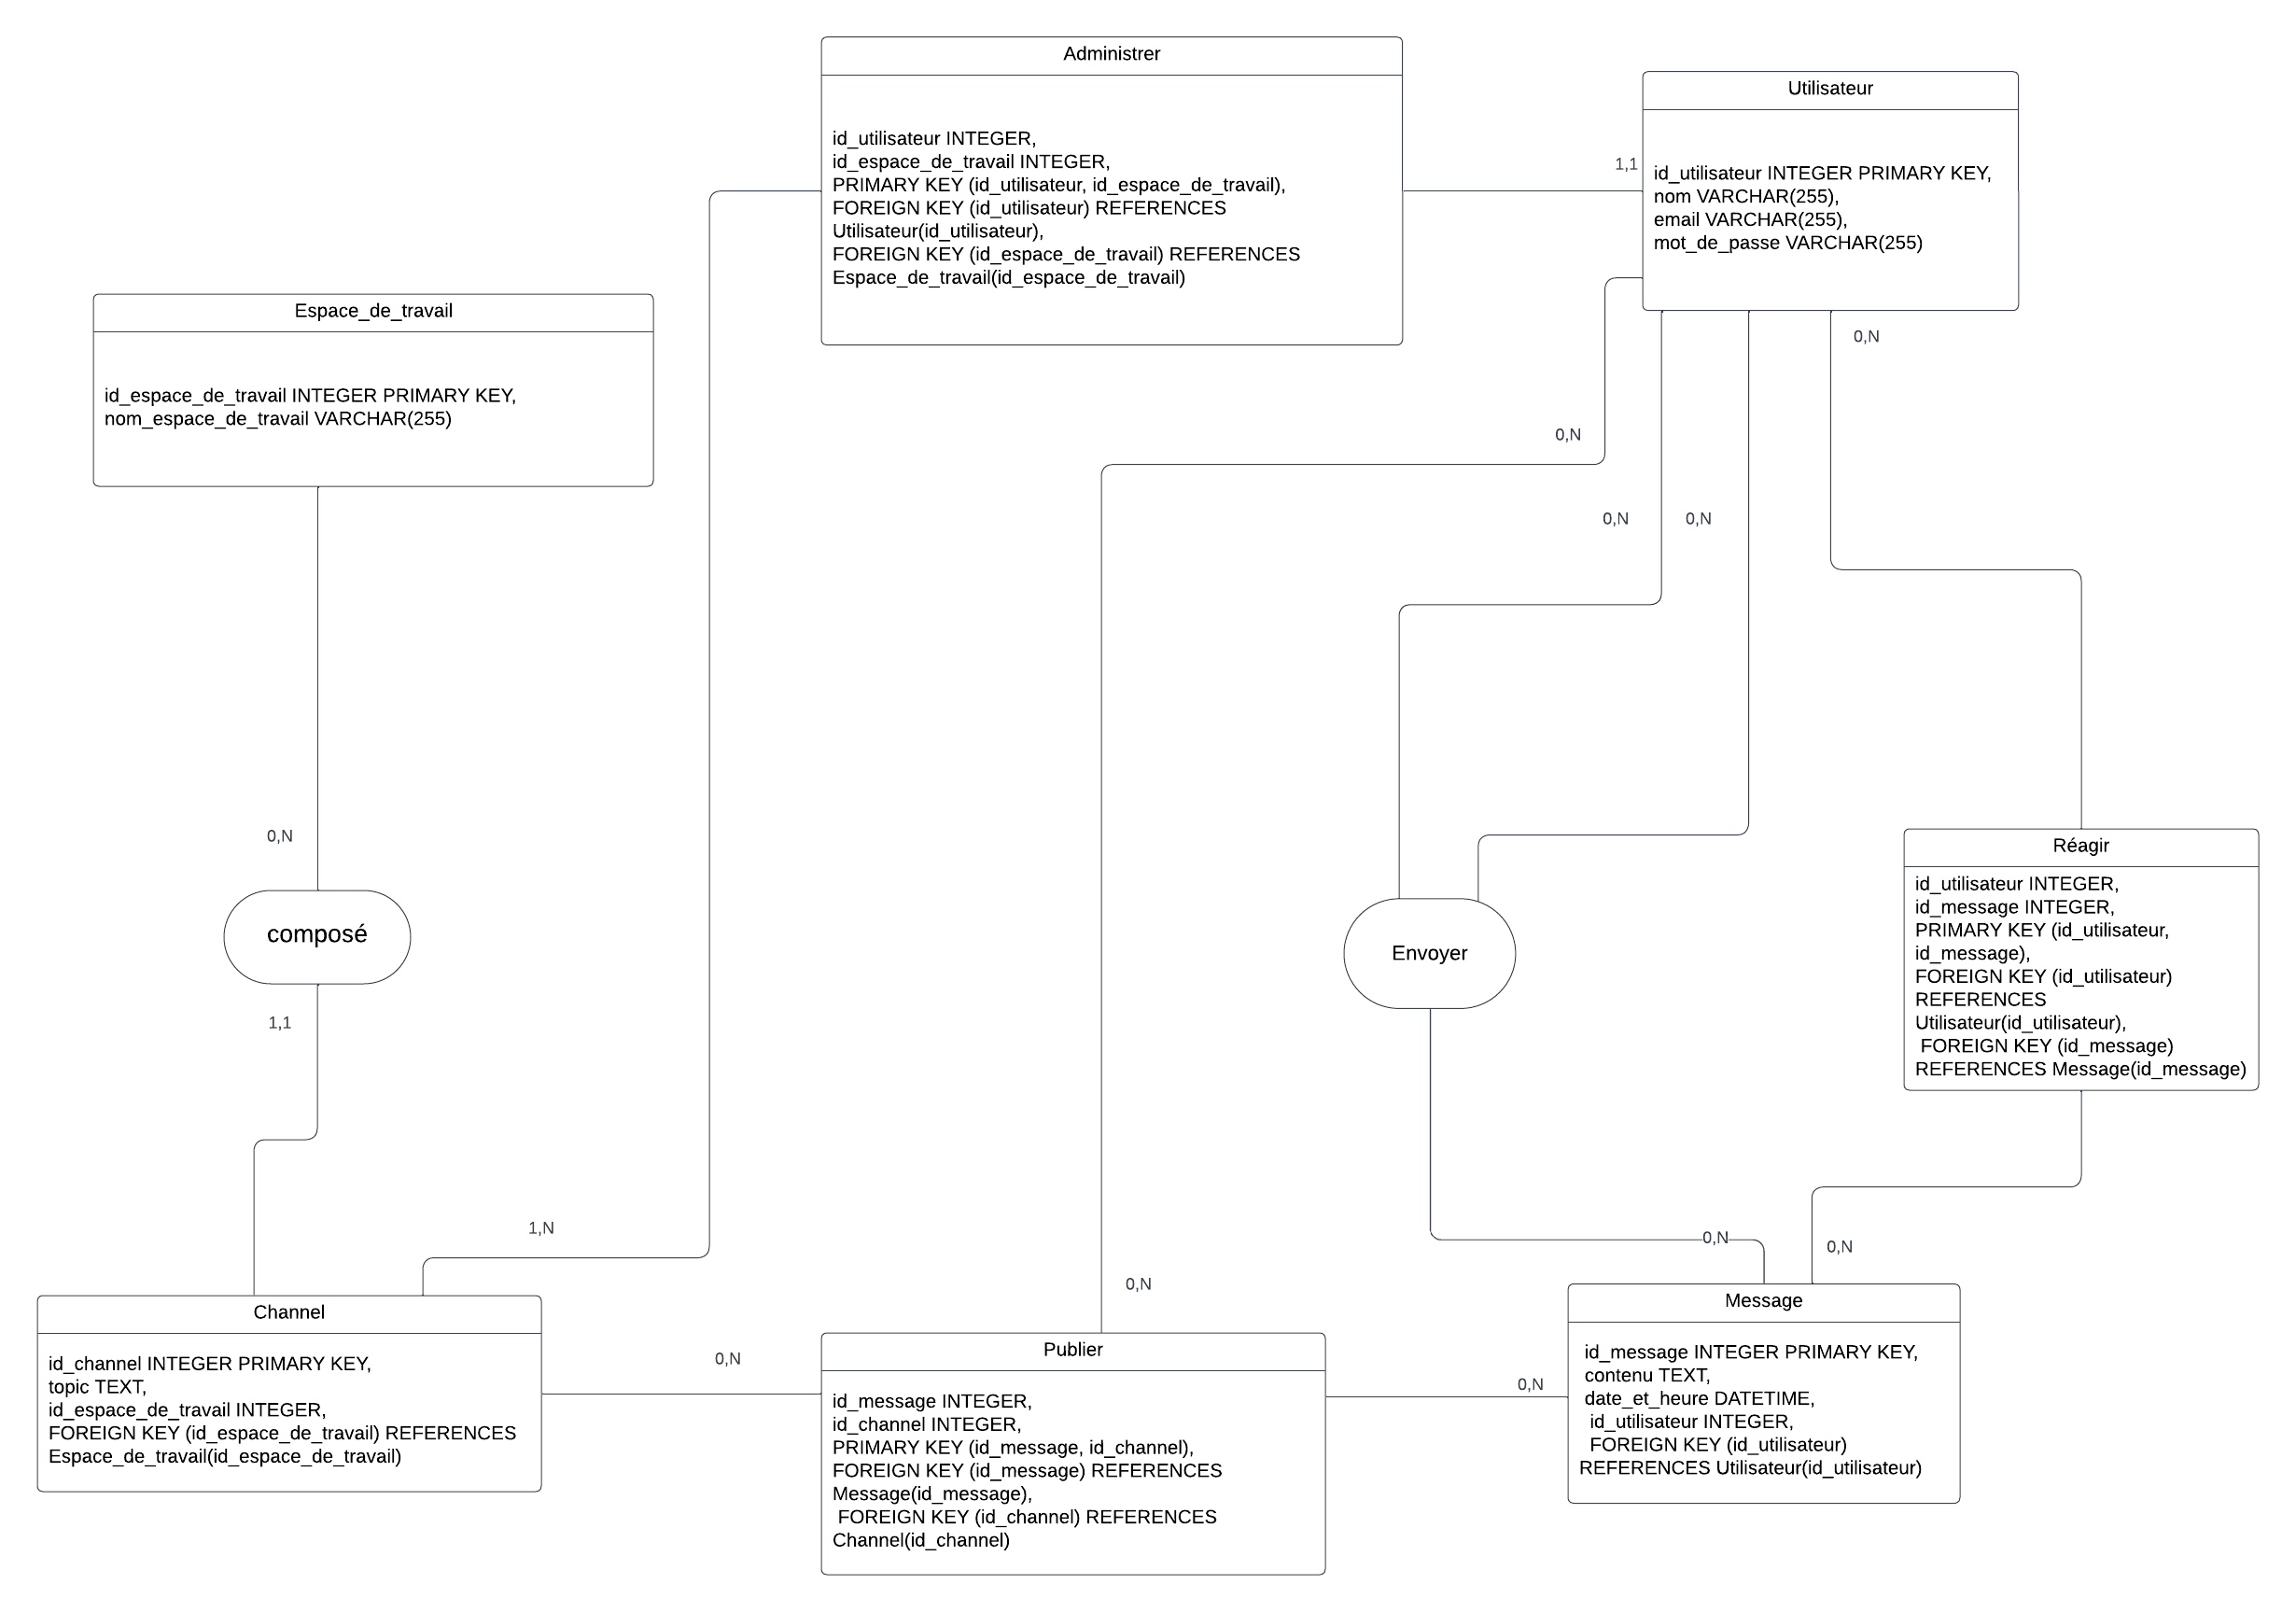 Administrer
id_utilisateur INTEGER,
id_espace_de_travail INTEGER,
PRIMARY KEY (id_utilisateur, id_espace_de_travail),
FOREIGN KEY (id_utilisateur) REFERENCES
Utilisateur(id_utilisateur),
FOREIGN KEY (id_espace_de_travail) REFERENCES
Espace_de_travail(id_espace_de_travail)
1,1
Utilisateur
id_utilisateur INTEGER PRIMARY KEY,
nom VARCHAR(255),
email VARCHAR(255),
mot_de_passe VARCHAR(255)
Espace_de_travail
id_espace_de_travail INTEGER PRIMARY KEY,
nom_espace_de_travail VARCHAR(255)
0,N
0,N
0,N
0,N
0,N
composé
1,1
Envoyer
Réagir
id_utilisateur INTEGER,
id_message INTEGER,
PRIMARY KEY (id_utilisateur,
id_message),
FOREIGN KEY (id_utilisateur)
REFERENCES
Utilisateur(id_utilisateur),
FOREIGN KEY (id_message)
REFERENCES Message(id_message)
1,N
0,N
0,N
0,N
Channel
id_channel INTEGER PRIMARY KEY,
topic TEXT,
id_espace_de_travail INTEGER,
FOREIGN KEY (id_espace_de_travail) REFERENCES
Espace_de_travail(id_espace_de_travail)
0,N
Publier
id_message INTEGER,
id_channel INTEGER,
PRIMARY KEY (id_message, id_channel),
FOREIGN KEY (id_message) REFERENCES
Message(id_message),
FOREIGN KEY (id_channel) REFERENCES
Channel(id_channel)
0,N
Message
id_message INTEGER PRIMARY KEY,
contenu TEXT,
date_et_heure DATETIME,
id_utilisateur INTEGER,
FOREIGN KEY (id_utilisateur)
REFERENCES Utilisateur(id_utilisateur)